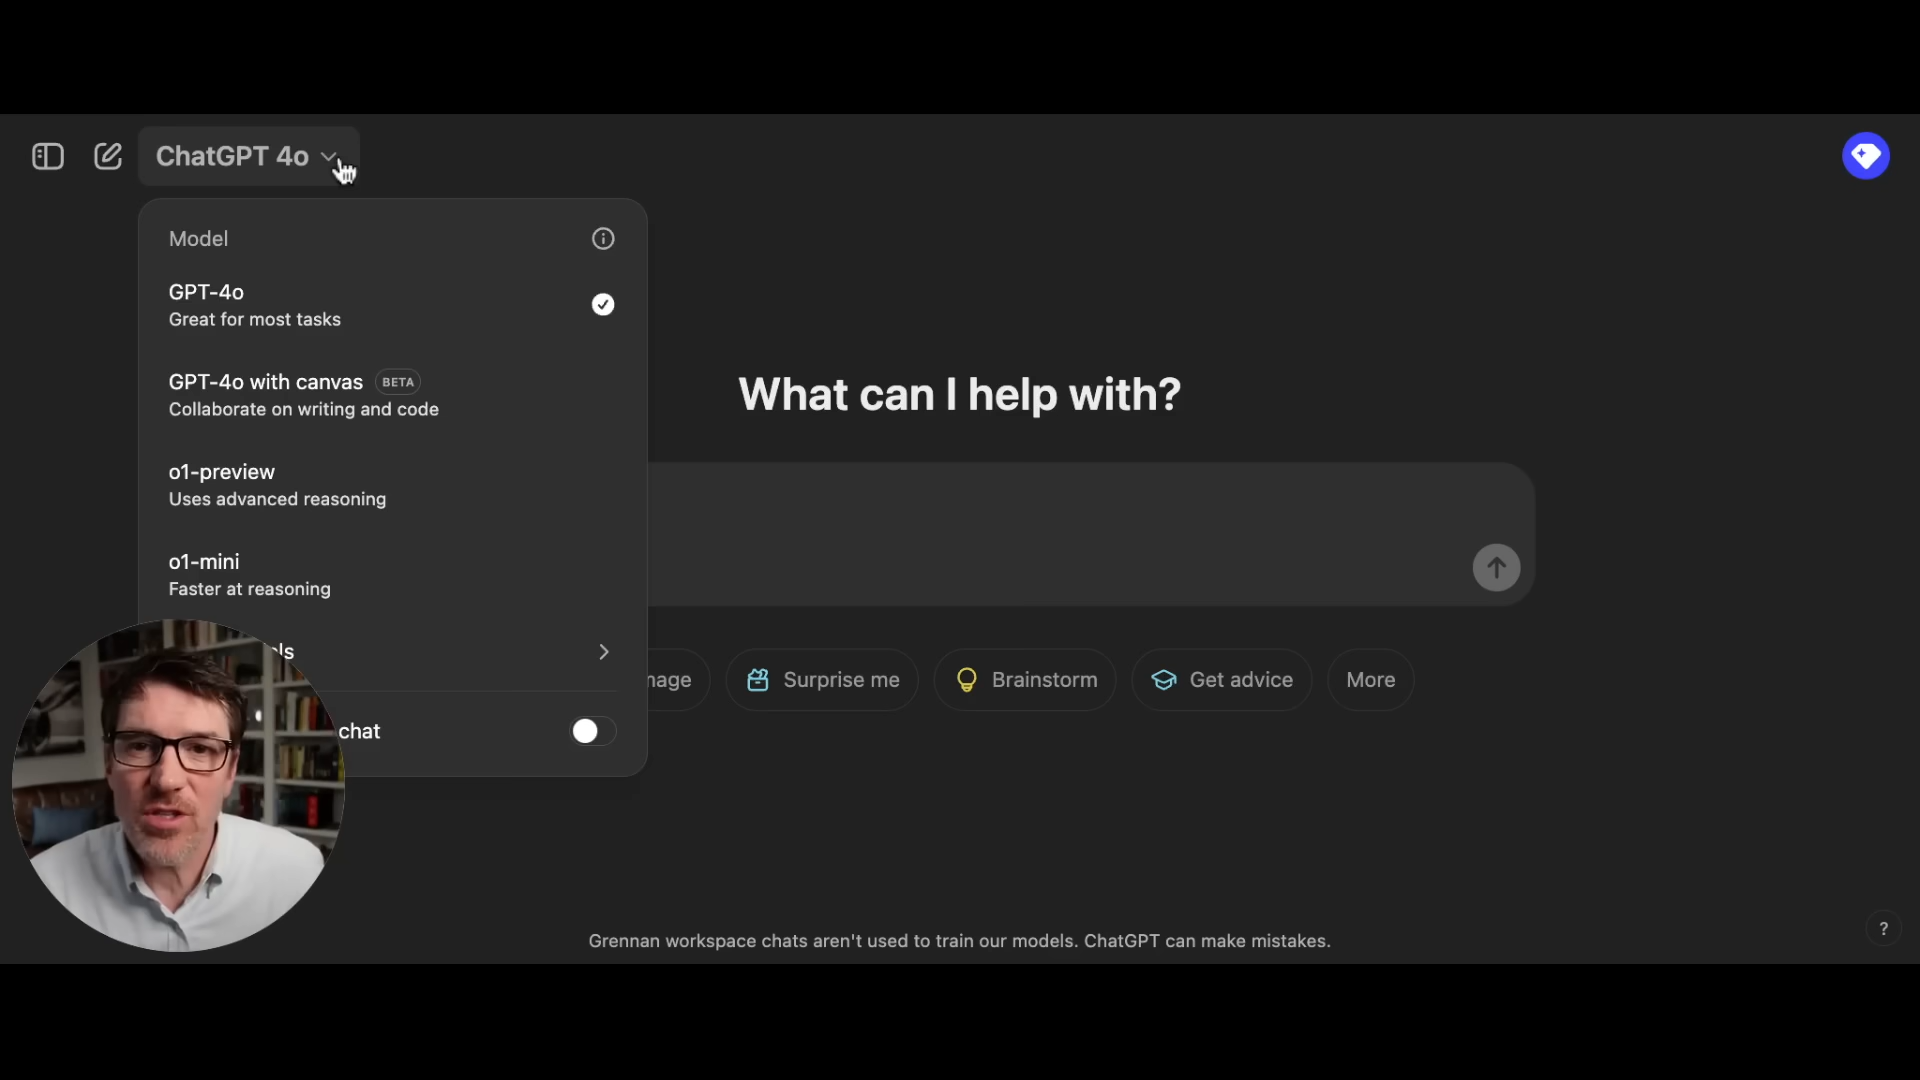 ChatGPT 4o
Model
GPT-4o
Great for most tasks
GPT-4o with canvas BETA
Collaborate on writing and code
o1-preview
Uses advanced reasoning
o1-mini
Faster at reasoning
chat
What can I help with?
Surprise me
Brainstorm
Get advice
More
Grennan workspace chats aren't used to train our models. ChatGPT can make mistakes.
?